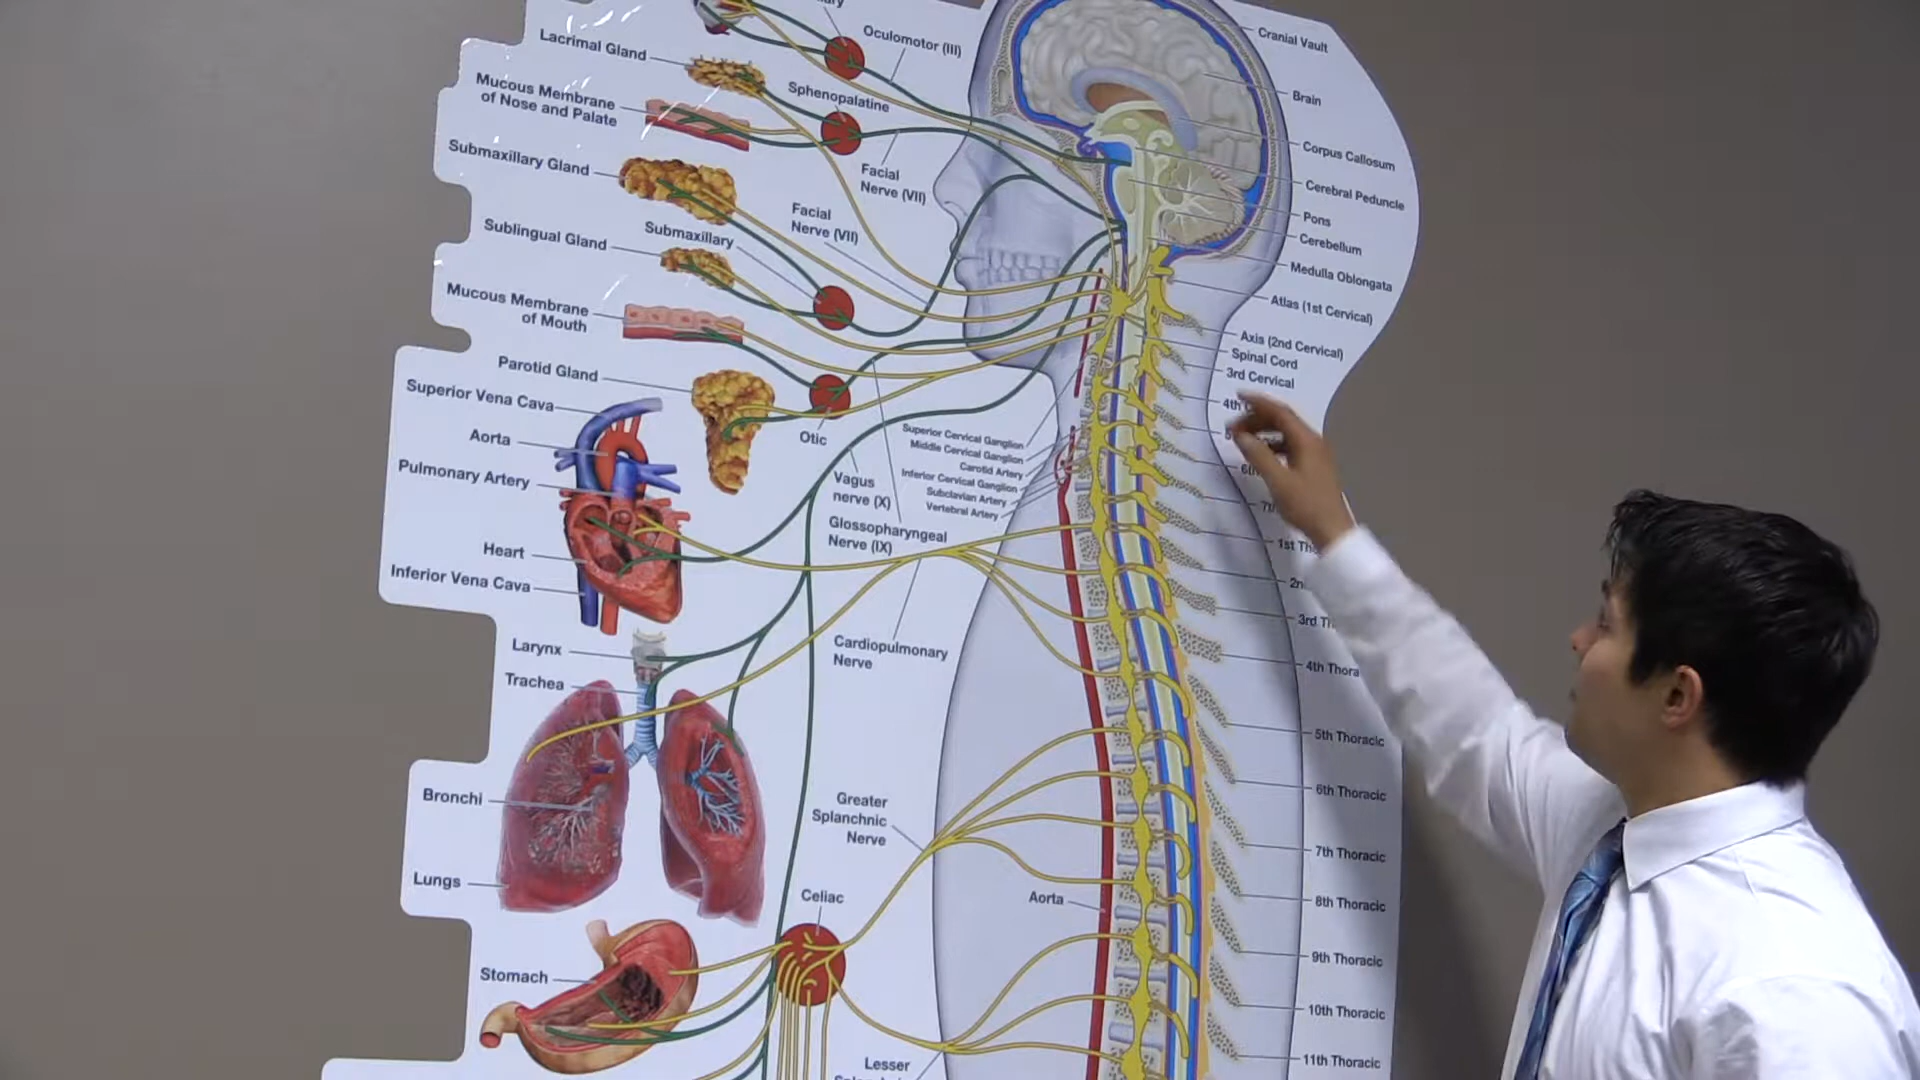 Oculomotor (III)
Lacrimal Gland
Sphenopalatine
Mucous Membrane
of Nose and Palate
Facial
Nerve (VII)
Submaxillary Gland
Facial
Nerve (VII)
Submaxillary
Sublingual Gland
Mucous Membrane
of Mouth
Parotid Gland
Otic
Superior Vena Cava
Aorta
Pulmonary Artery
Heart
Inferior Vena Cava
Vagus
nerve (X)
Glossopharyngeal
Nerve (IX)
Superior Cervical Ganglion
Middle Cervical Ganglion
Carotid Artery
Inferior Cervical Ganglion
Subclavian Artery
Vertebral Artery
Larynx
Trachea
Cardiopulmonary
Nerve
Bronchi
Lungs
Greater
Splanchnic
Nerve
Celiac
Aorta
Stomach
Lesser
Cranial Vault
Brain
Corpus Callosum
Cerebral Peduncle
Pons
Cerebellum
Medulla Oblongata
Atlas (1st Cervical)
Axis (2nd Cervical)
Spinal Cord
3rd Cervical
4th
1st
3rd
4th
5th Thoracic
6th Thoracic
7th Thoracic
8th Thoracic
9th Thoracic
10th Thoracic
11th Thoracic